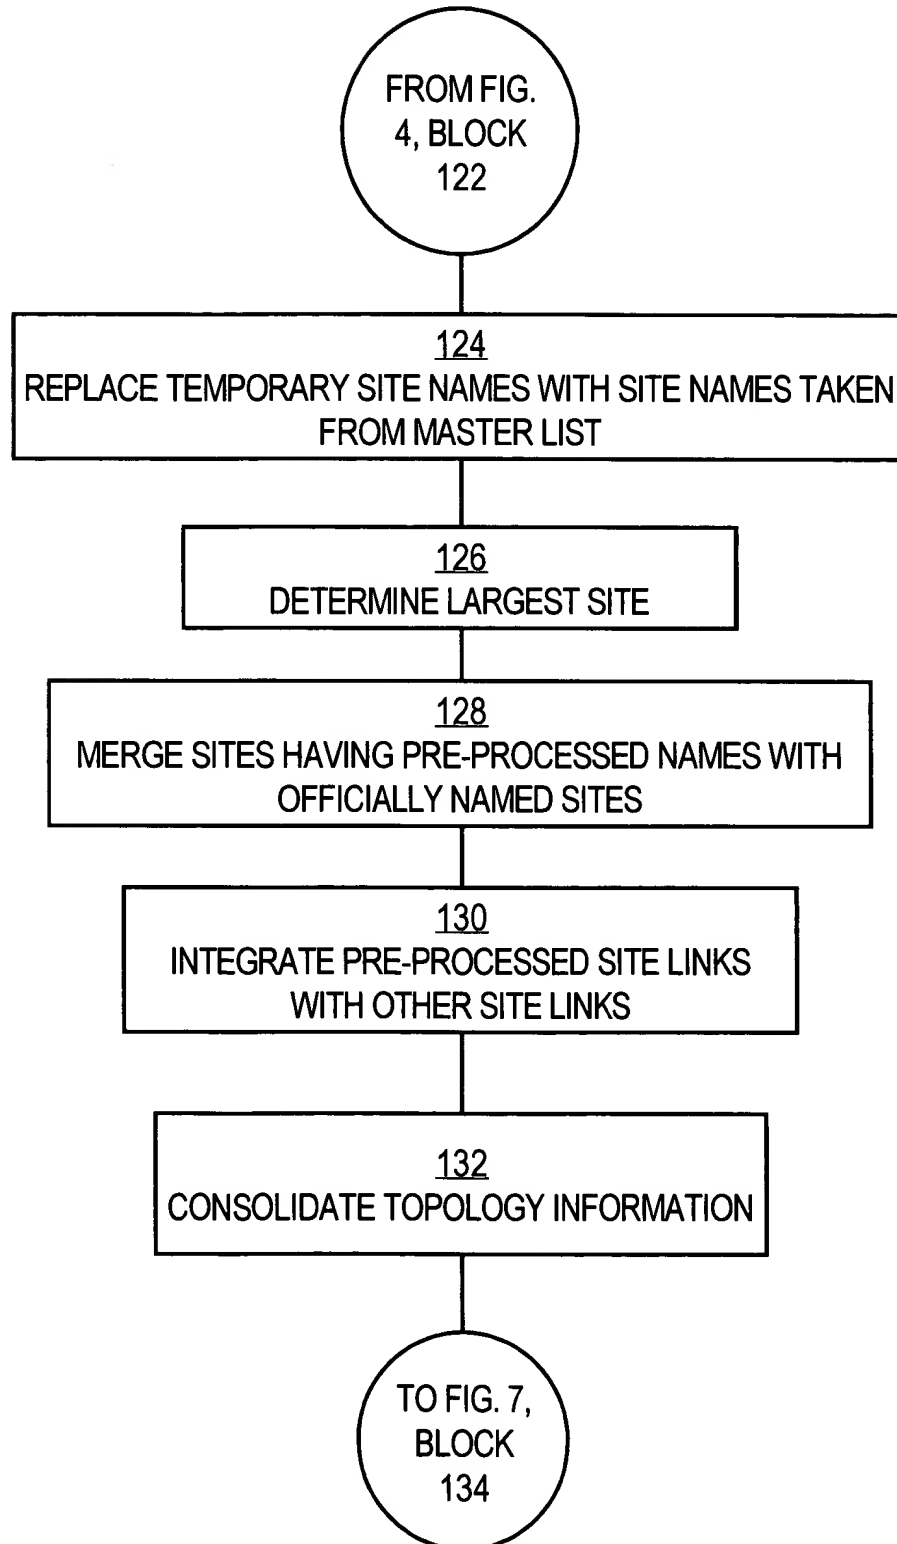 FROM FIG.
4, BLOCK
122
124
REPLACE TEMPORARY SITE NAMES WITH SITE NAMES TAKEN
FROM MASTER LIST
126
DETERMINE LARGEST SITE
128
MERGE SITES HAVING PRE-PROCESSED NAMES WITH
OFFICIALLY NAMED SITES
130
INTEGRATE PRE-PROCESSED SITE LINKS
WITH OTHER SITE LINKS
132
CONSOLIDATE TOPOLOGY INFORMATION
TO FIG. 7,
BLOCK
134